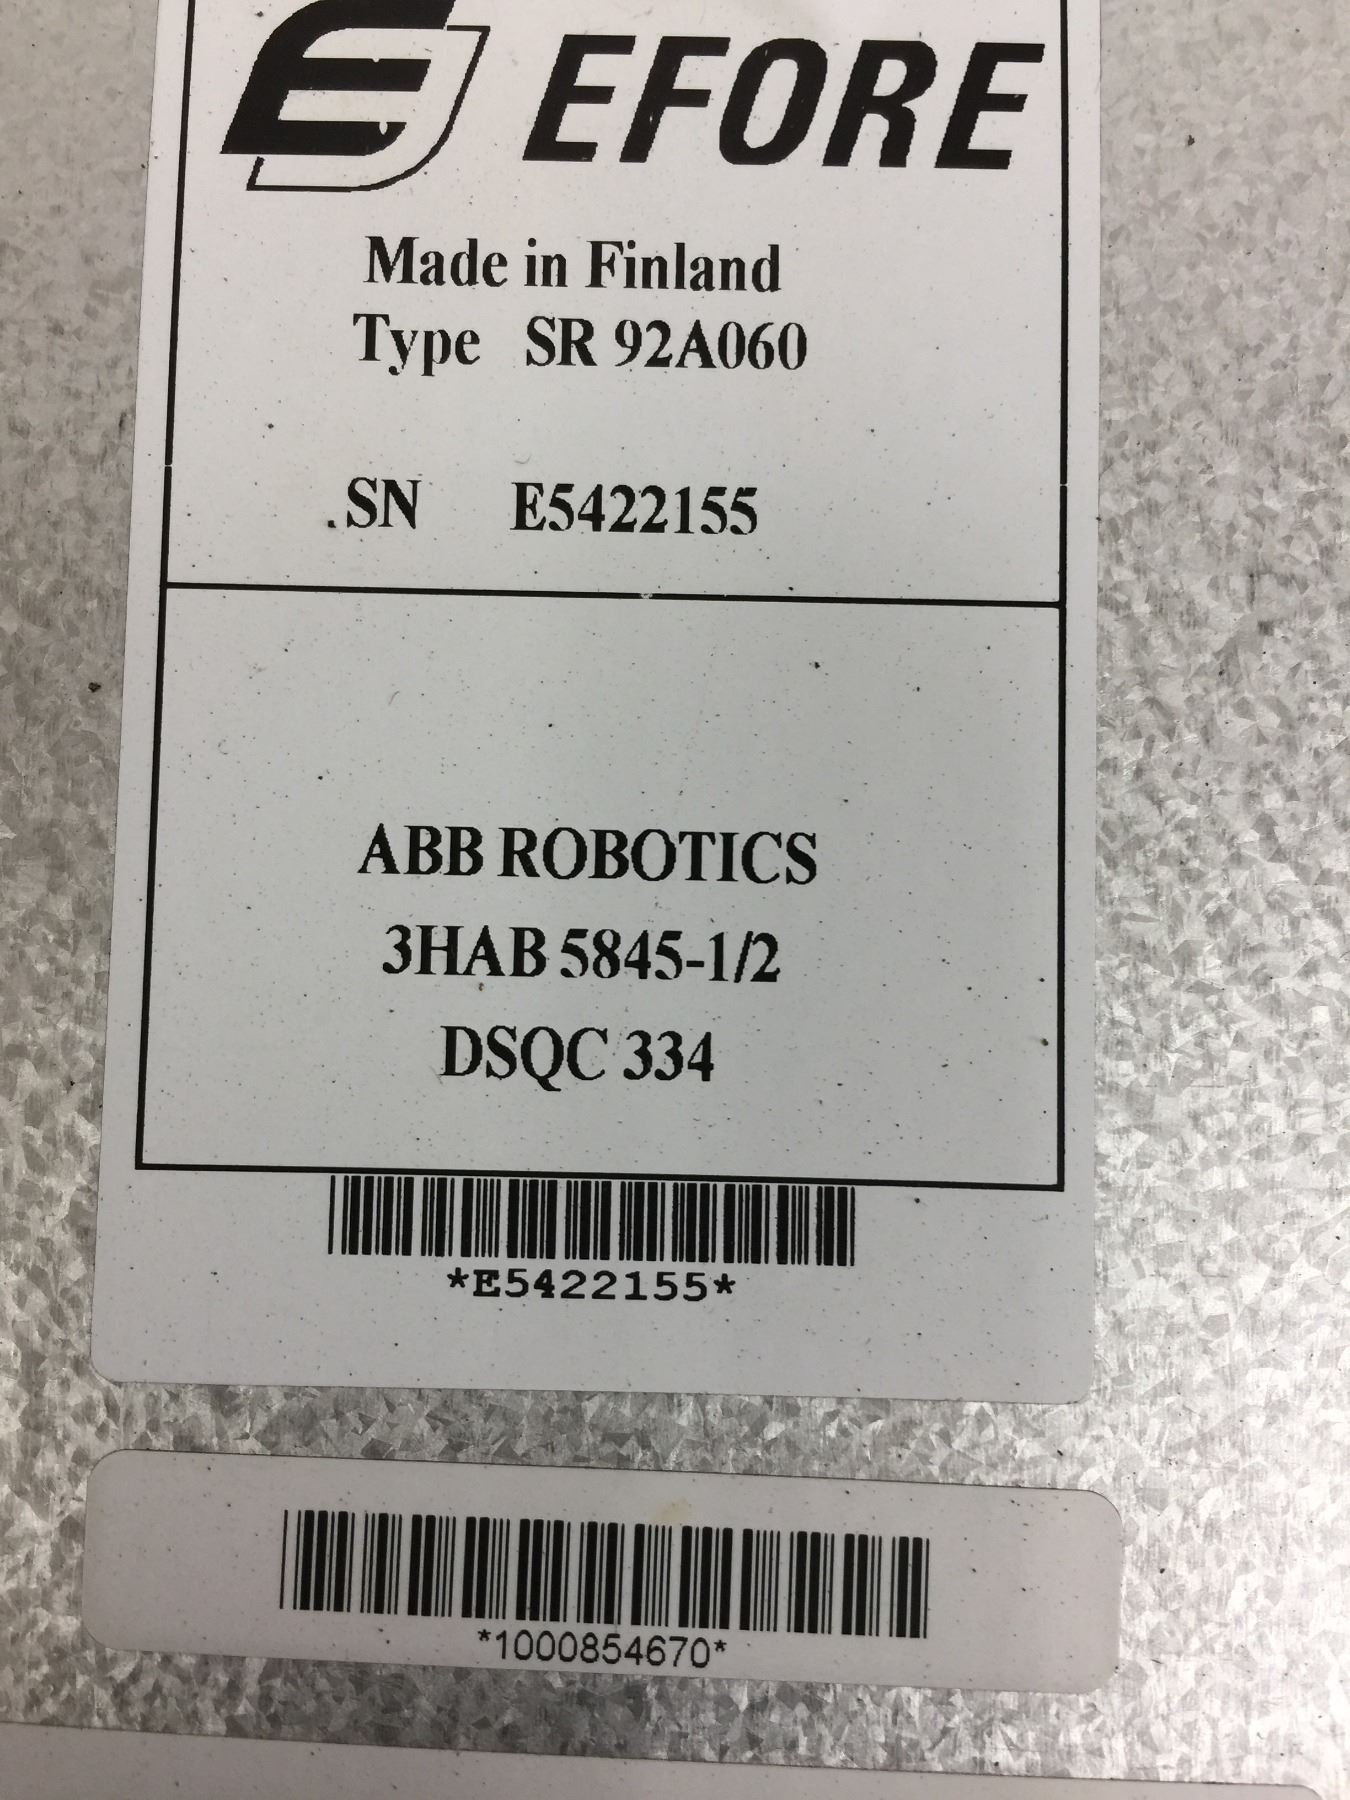 EFORE
Made in Finland
Type SR 92A060
.SN E5422155
ABB ROBOTICS
3HAB 5845-1/2
DSQC 334
*E5422155*
*1000854670*